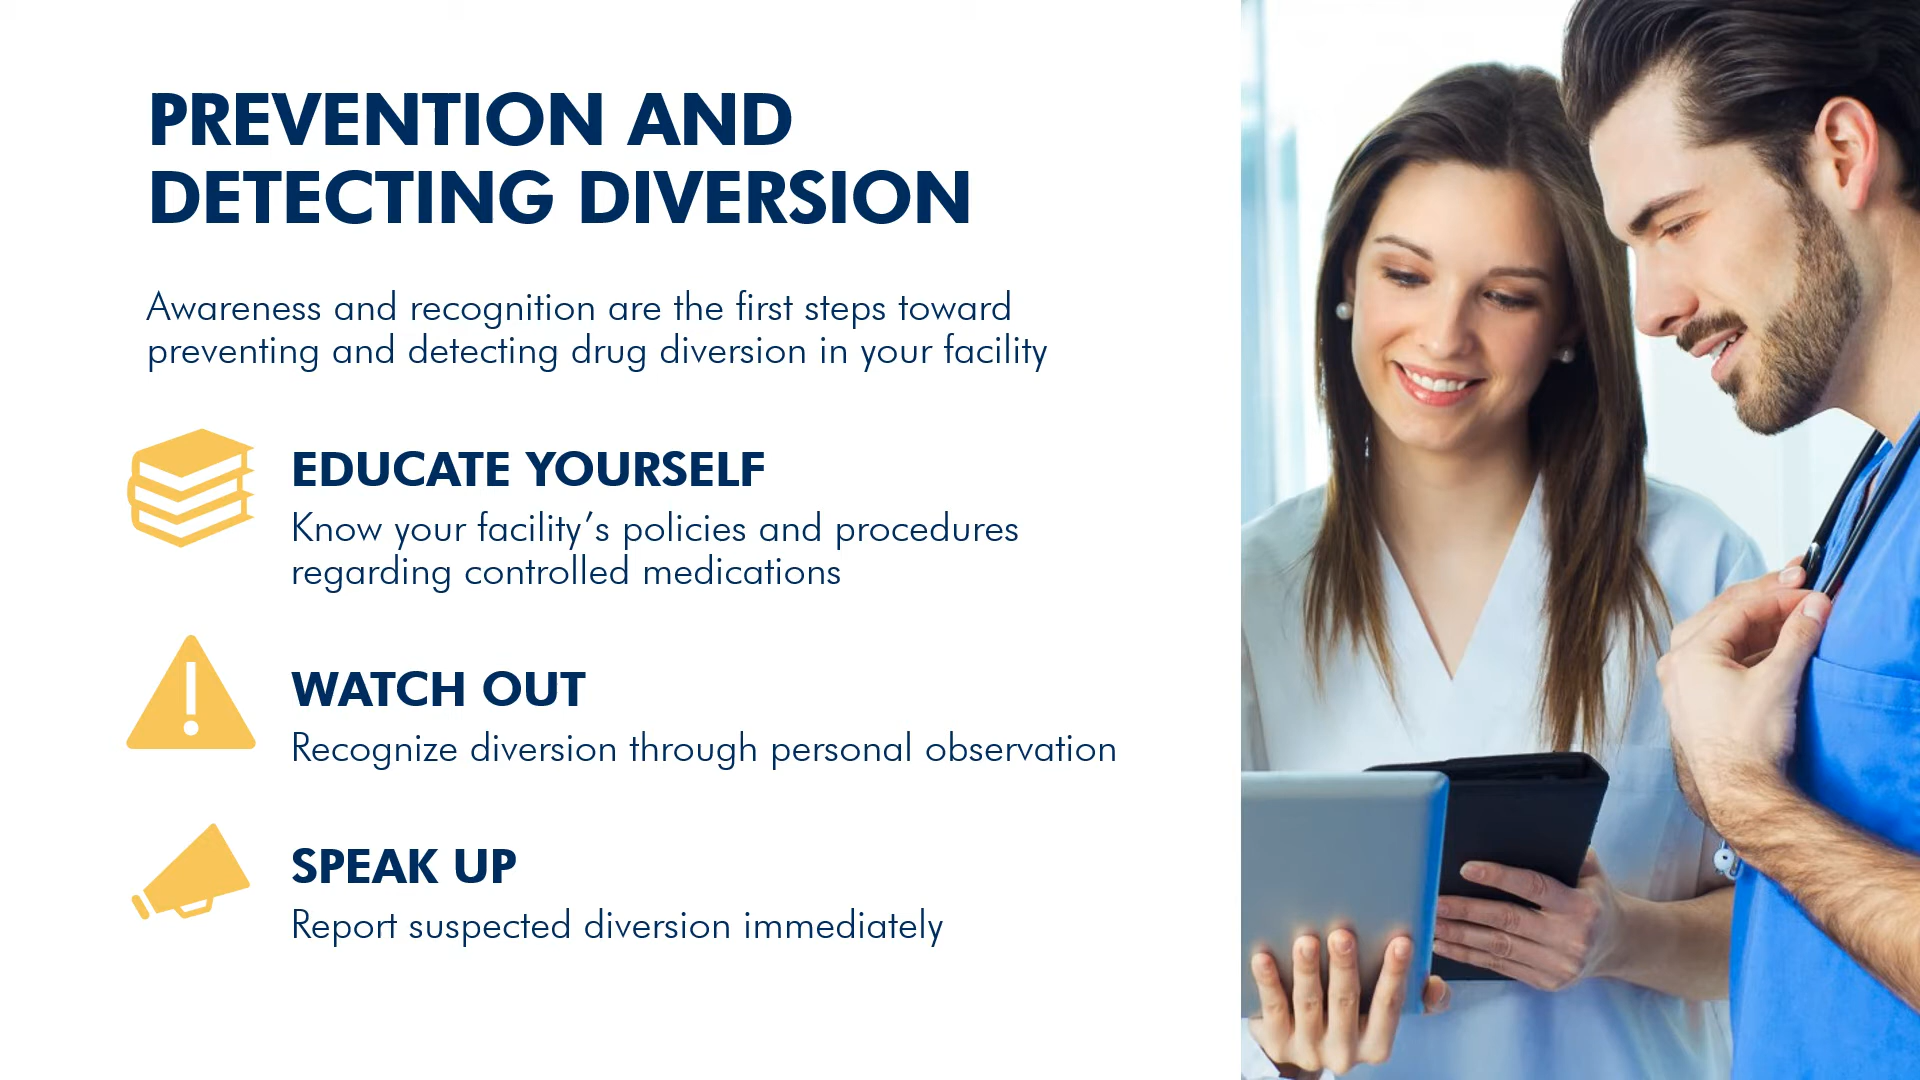 PREVENTION AND
DETECTING DIVERSION
Awareness and recognition are the first steps toward
preventing and detecting drug diversion in your facility
EDUCATE YOURSELF
Know your facility’s policies and procedures
regarding controlled medications
WATCH OUT
Recognize diversion through personal observation
SPEAK UP
Report suspected diversion immediately